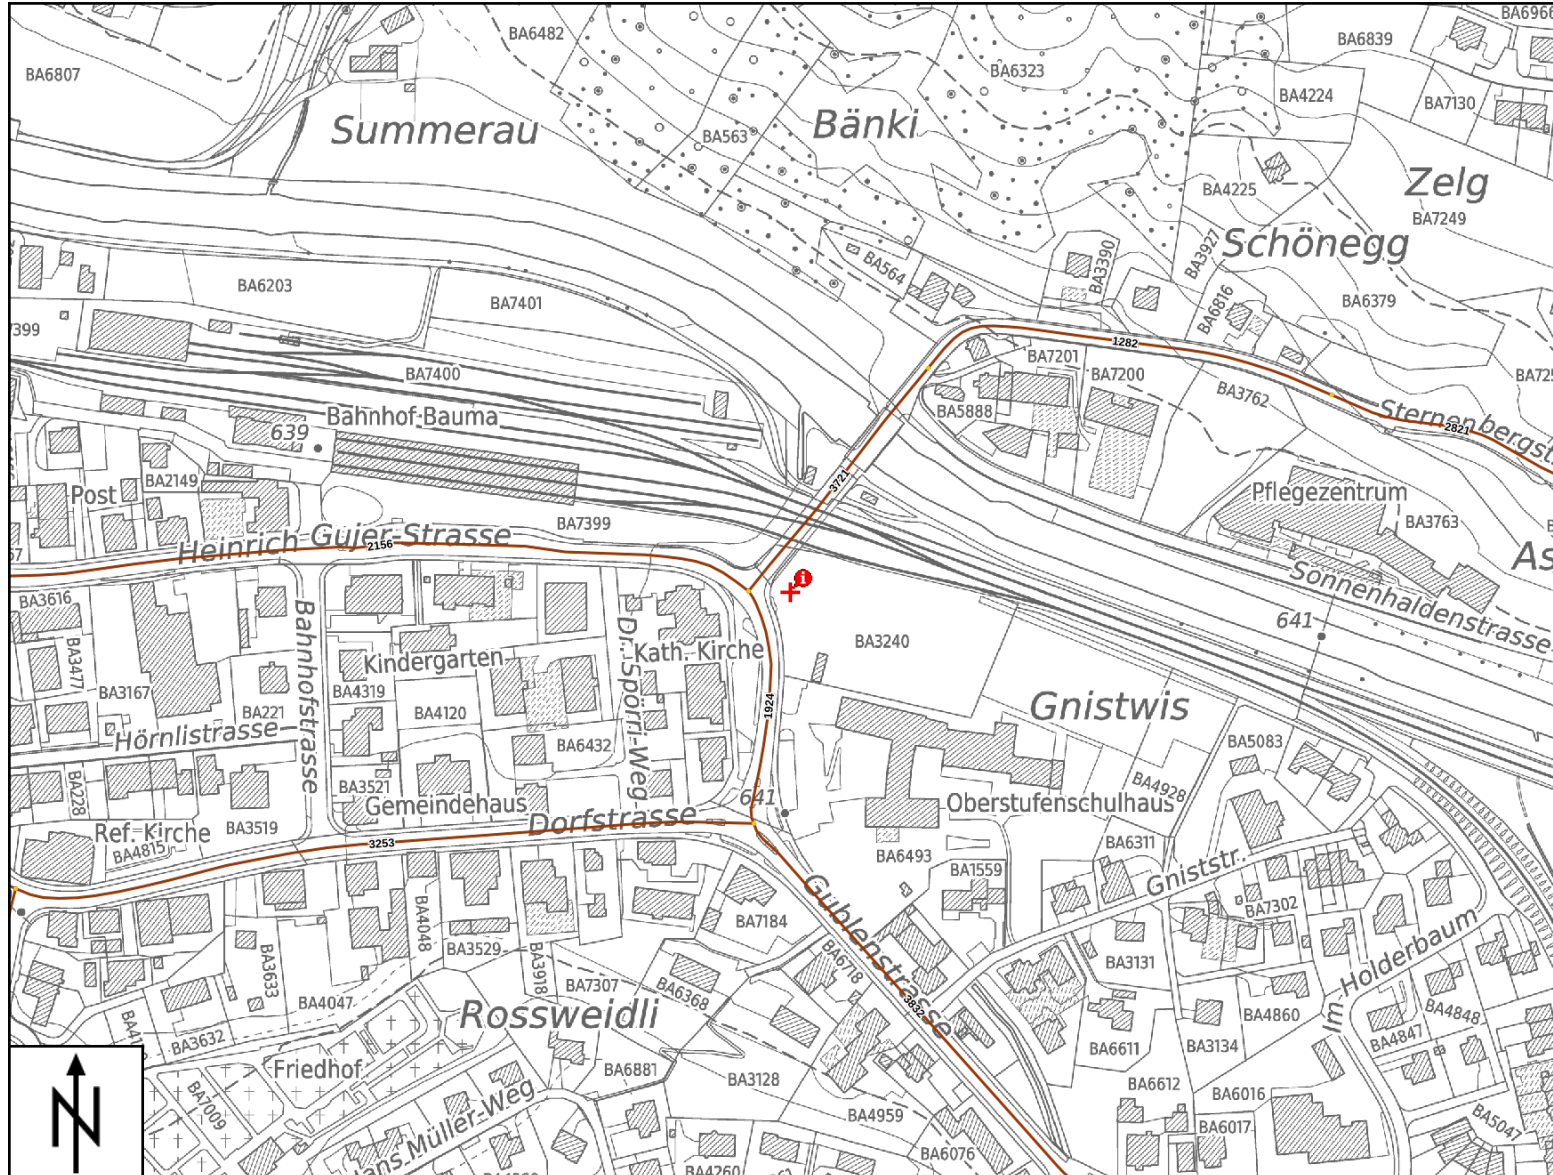 BA6966
BA6482
BA6839
BA6807
BA6323
BA4224
BA7130
Summerau
Bänki
BA563
Zelg
BA4225
BA7249
Schönegg
BA3927
BA3390
BA564
BA6203
BA7401
BA6379
BA6816
7399
1282
BA7201
BA7200
BA7400
BA3762
BA5888
Sternenbergst
2821
Bahnhof Bauma
639
BA2149
Post
3721
Pflegezentrum
BA3763
BA7399
Heinrich Gujer-Strasse
2156
As
Sonnenhaldenstrasse
641
BA3616
BA3477
Bahnhofstrasse
Dr.-Spörri-Weg
Kath. Kirche
BA3240
Kindergarten
BA4319
BA3167
BA221
BA4120
1924
Gnistwis
Hörnlistrasse
BA6432
BA5083
BA228
BA3521
Gemeindehaus
641
BA4928
Oberstufenschulhaus
Ref. Kirche
BA3519
BA4815
Dorfstrasse
3253
BA6493
BA6311
BA1559
Gniststr.
BA7302
Gublenstrasse
BA7184
BA4048
BA3529
BA3918
BA3633
BA7307
BA6368
BA6718
BA3131
Im Holderbaum
BA4047
Rossweidli
3832
BA4860
BA4848
BA4847
BA3632
BA6611
BA3134
Friedhof
BA7009
BA6881
BA3128
BA6612
BA6016
BA4959
BA6017
BA5047
BA6076
BA4260
N